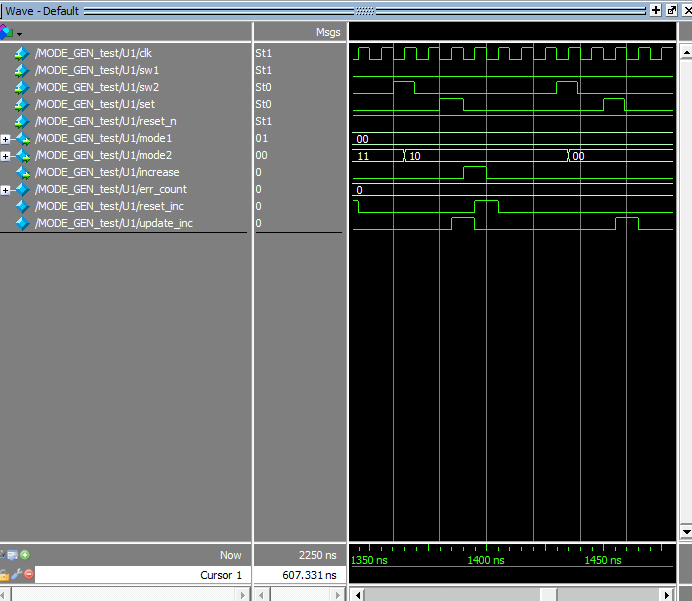 Wave - Default
Msgs
/MODE_GEN_test/U1/clk St1
/MODE_GEN_test/U1/sw1 St1
/MODE_GEN_test/U1/sw2 St0
/MODE_GEN_test/U1/set St0
/MODE_GEN_test/U1/reset_n St1
/MODE_GEN_test/U1/mode1 01 00
/MODE_GEN_test/U1/mode2 00 11 10 00
/MODE_GEN_test/U1/increase 0
/MODE_GEN_test/U1/err_count 0 0
/MODE_GEN_test/U1/reset_inc 0
/MODE_GEN_test/U1/update_inc 0
Now 2250 ns 1350 ns 1400 ns 1450 ns
Cursor 1 607.331 ns